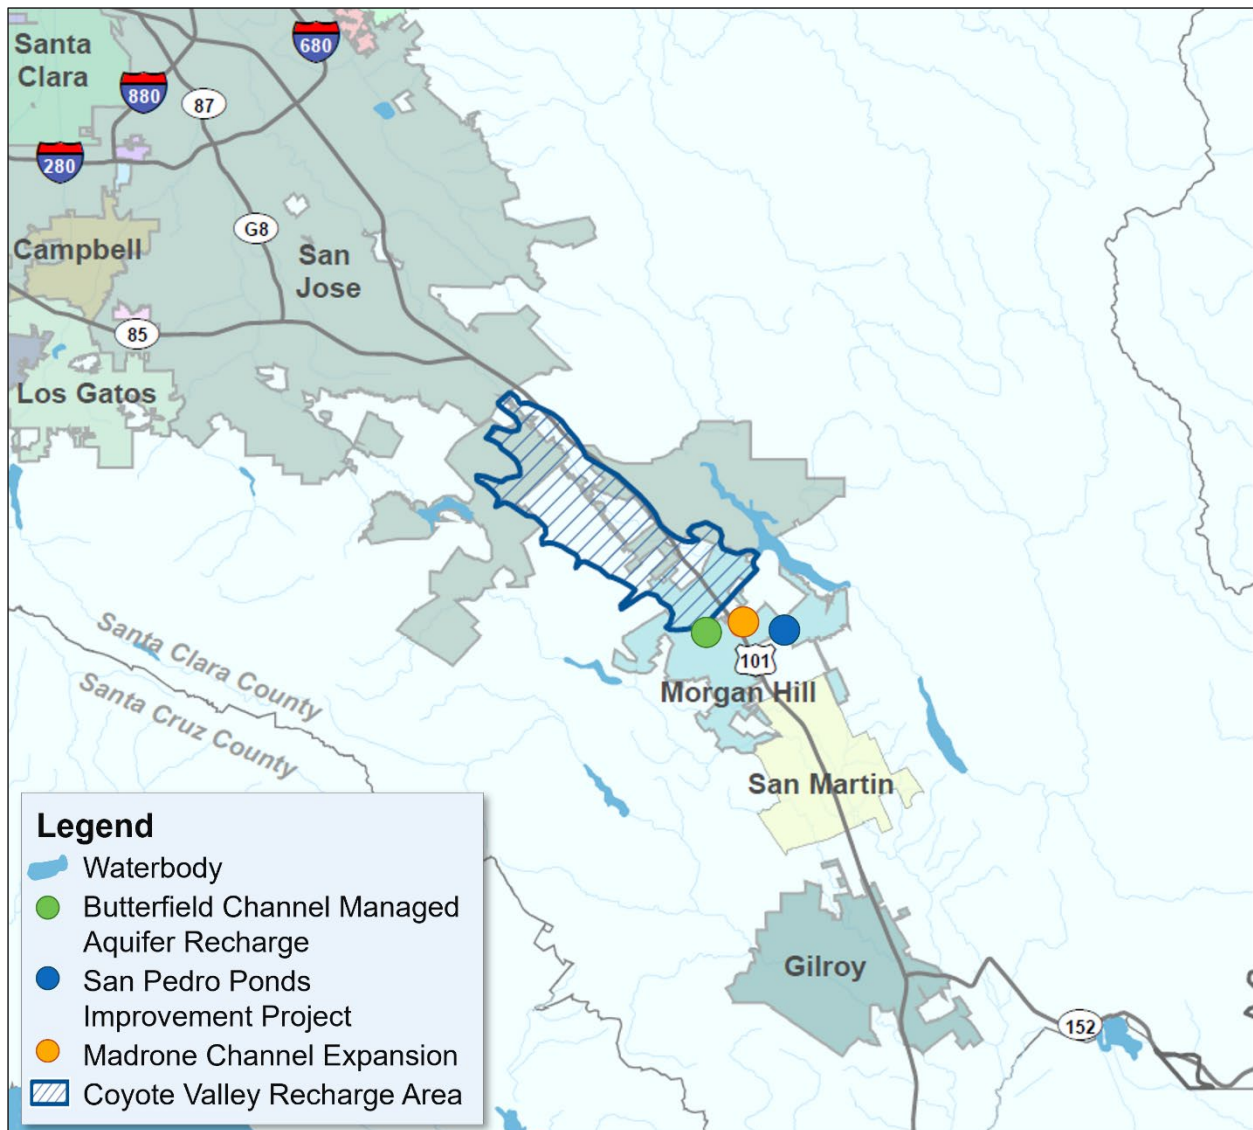 Santa
Clara
680
880
87
280
G8
Campbell
San
Jose
85
Los Gatos
Santa Clara County
Santa Cruz County
101
Morgan Hill
San Martin
Gilroy
152
Legend
Waterbody
Butterfield Channel Managed
Aquifer Recharge
San Pedro Ponds
Improvement Project
Madrone Channel Expansion
Coyote Valley Recharge Area